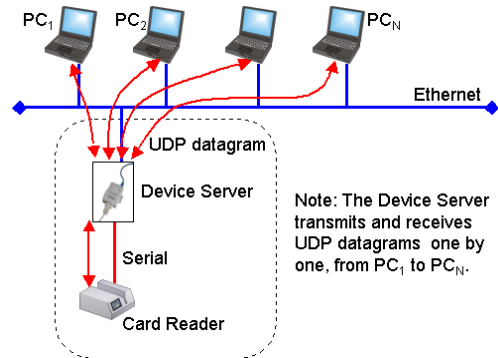 PC1 PC2 PCN
Ethernet
UDP datagram
Device Server
Note: The Device Server
transmits and receives
UDP datagrams one by
one, from PC1 to PCN.
Serial
Card Reader